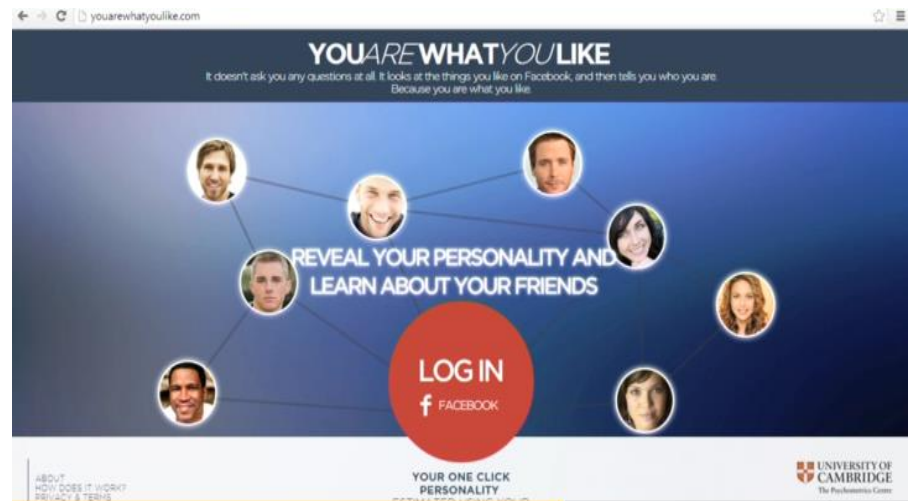 youarewhatyoulike.com
YOUAREWHATYOULIKE
It doesn't ask you any questions at all. It looks at the things you like on Facebook, and then tells you who you are.
Because you are what you like.
REVEAL YOUR PERSONALITY AND
LEARN ABOUT YOUR FRIENDS
LOG IN
f FACEBOOK
ABOUT
HOW DOES IT WORK?
PRIVACY & TERMS
YOUR ONE CLICK
PERSONALITY
ESTIMATED USING YOUR
UNIVERSITY OF
CAMBRIDGE
The Psychometrics Centre